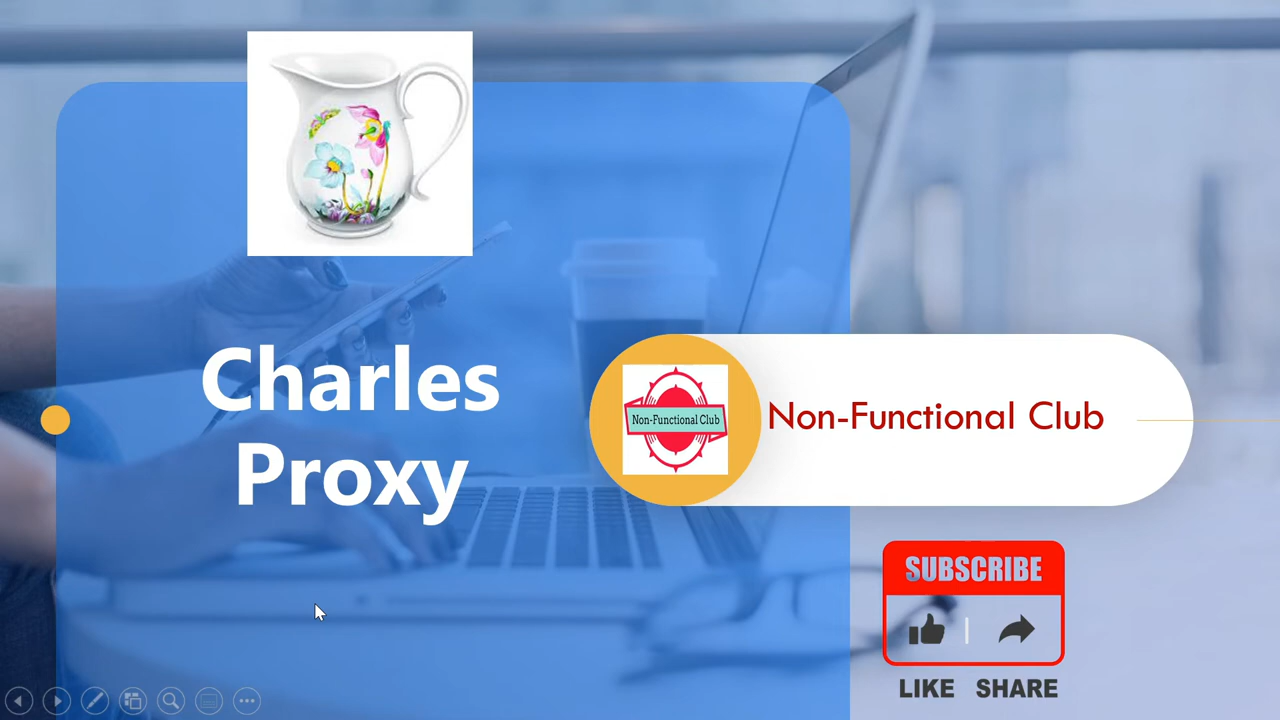 Charles
Proxy
Non-Functional Club
Non-Functional Club
SUBSCRIBE
LIKE SHARE